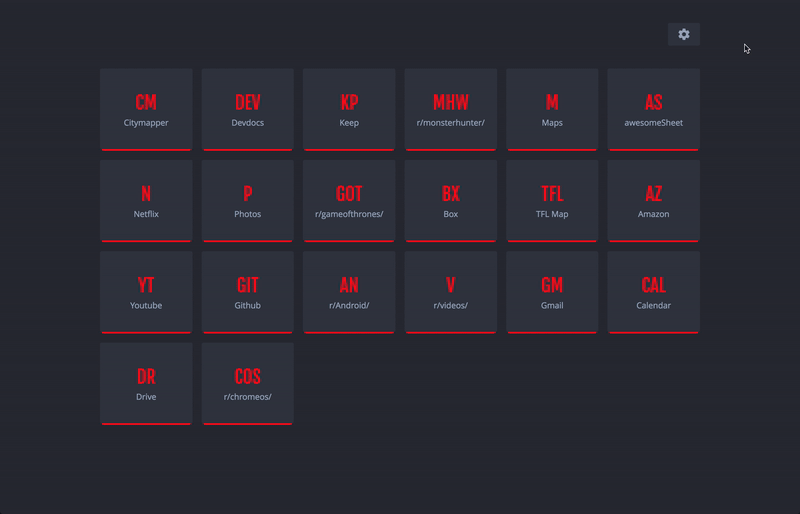 CM
Citymapper
DEV
Devdocs
KP
Keep
MHW
r/monsterhunter/
M
Maps
AS
awesomeSheet
N
Netflix
P
Photos
GOT
r/gameofthrones/
BX
Box
TFL
TFL Map
AZ
Amazon
YT
Youtube
GIT
Github
AN
r/Android/
V
r/videos/
GM
Gmail
CAL
Calendar
DR
Drive
COS
r/chromeos/